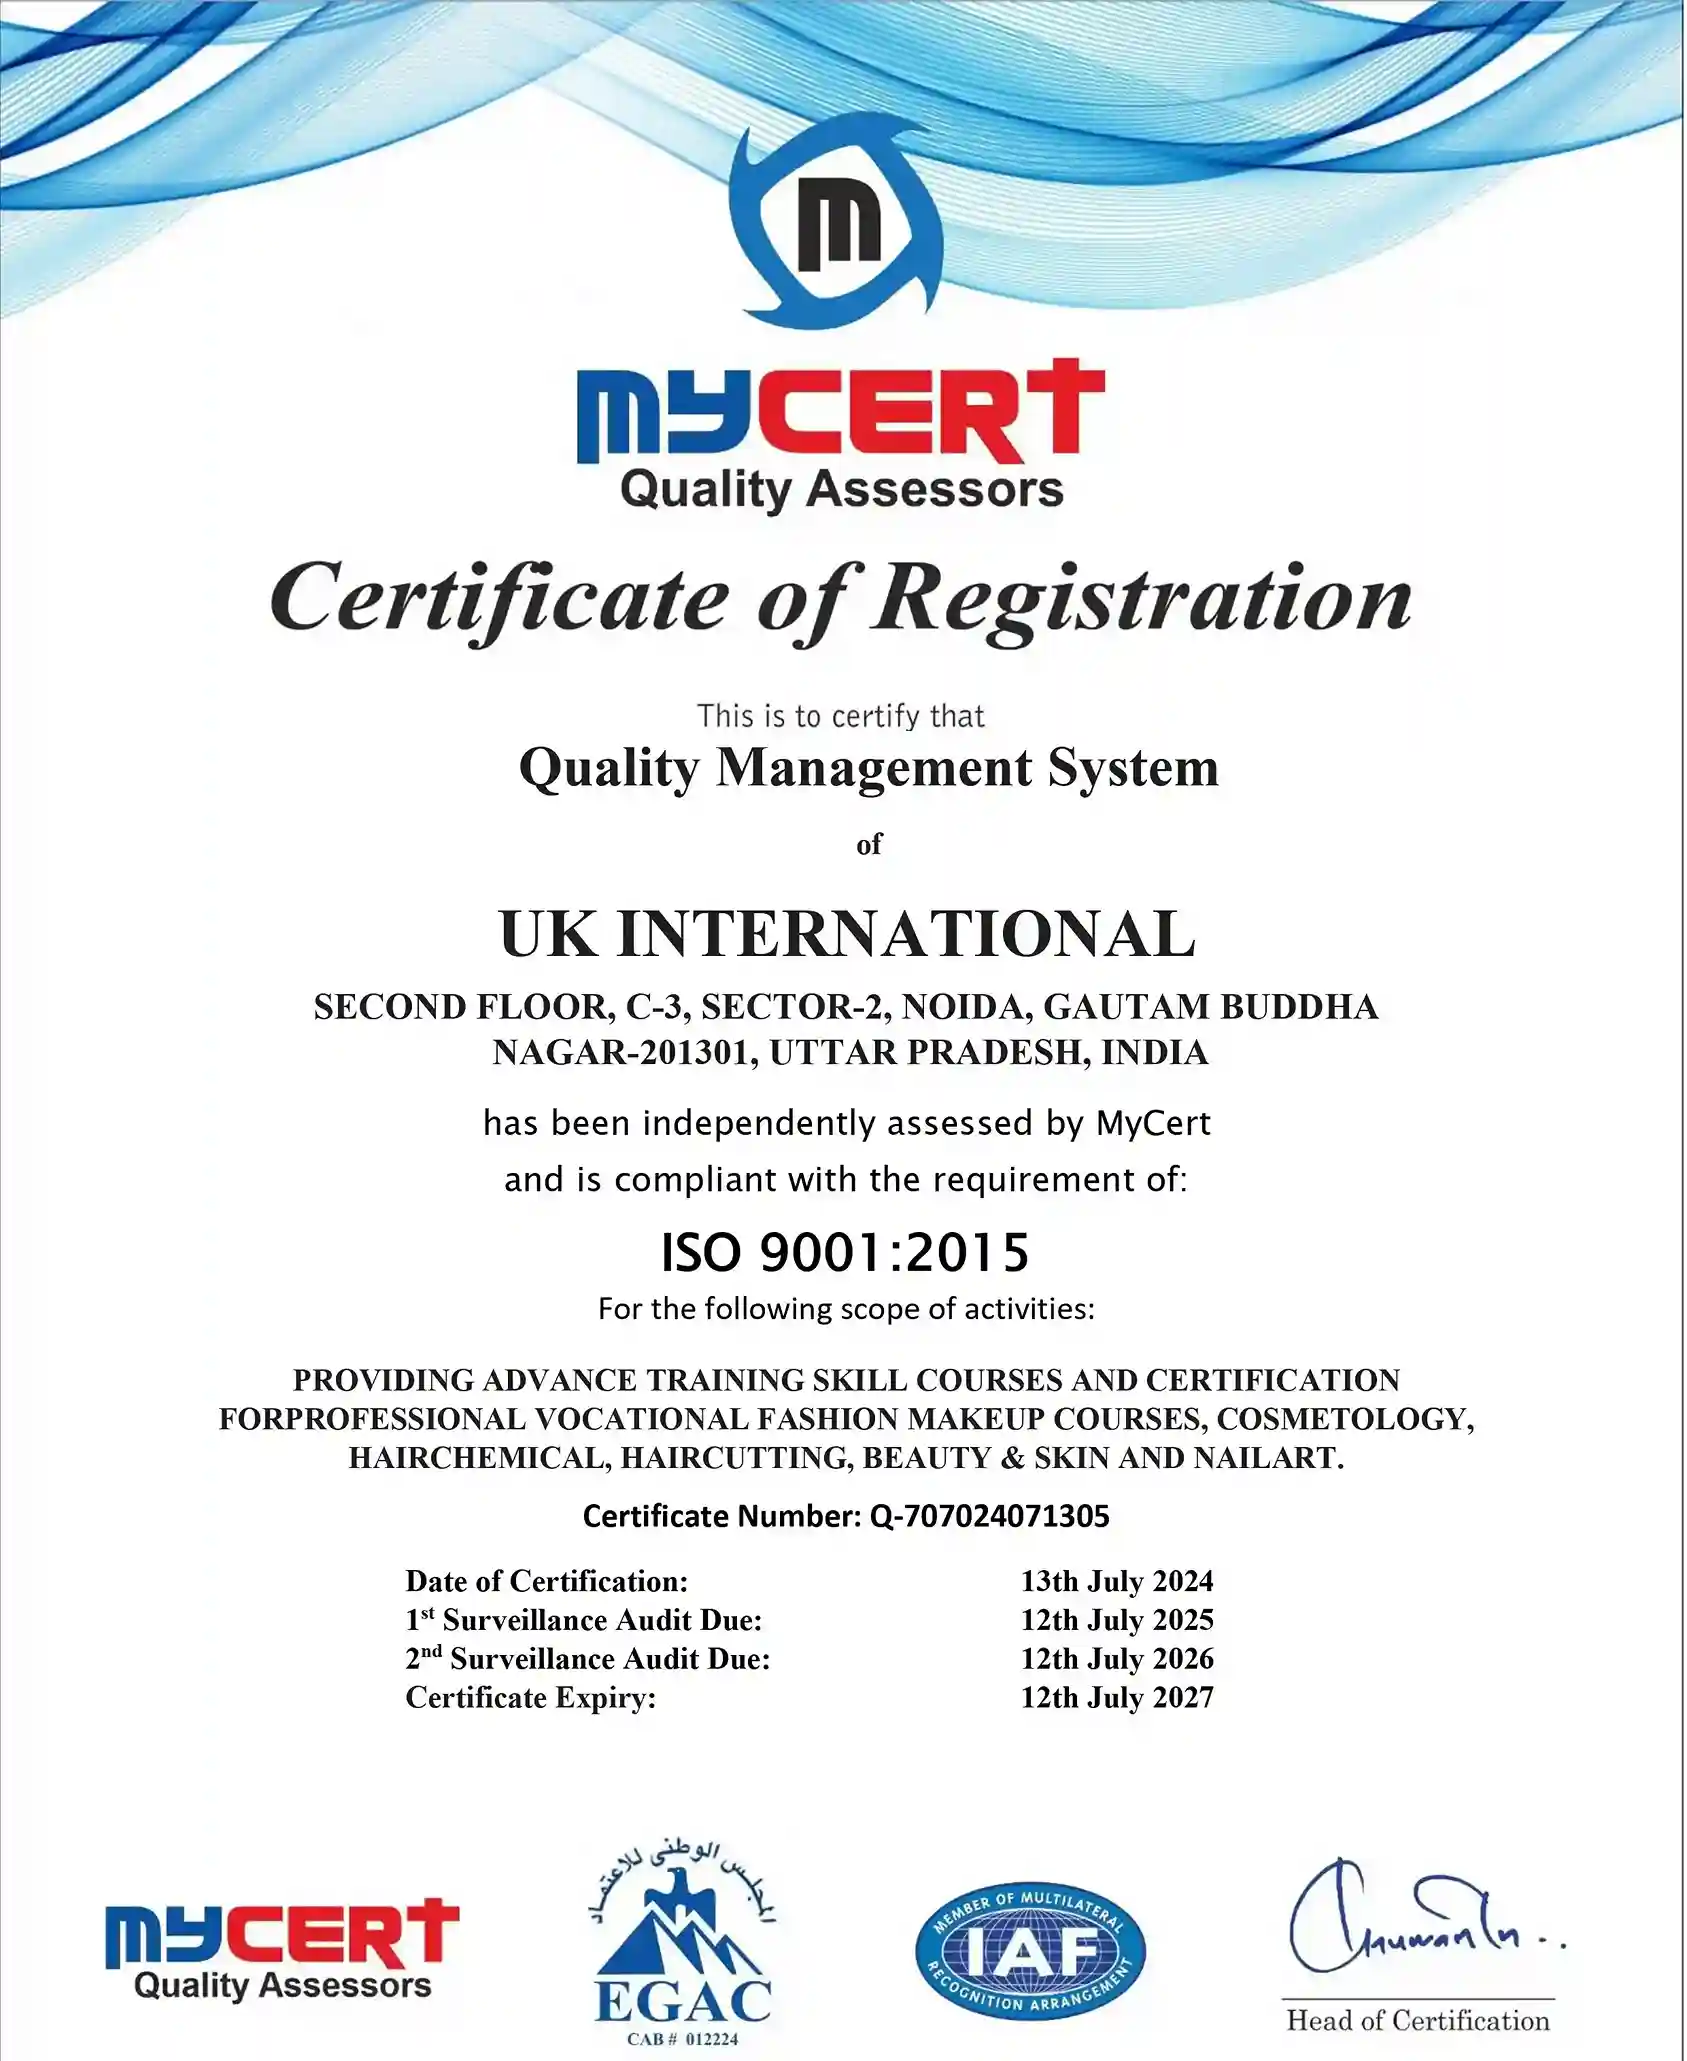 m
MYCERT
Quality Assessors
Certificate of Registration
This is to certify that
Quality Management System
of
UK INTERNATIONAL
SECOND FLOOR, C-3, SECTOR-2, NOIDA, GAUTAM BUDDHA
NAGAR-201301, UTTAR PRADESH, INDIA
has been independently assessed by MyCert
and is compliant with the requirement of:
ISO 9001:2015
For the following scope of activities:
PROVIDING ADVANCE TRAINING SKILL COURSES AND CERTIFICATION
FORPROFESSIONAL VOCATIONAL FASHION MAKEUP COURSES, COSMETOLOGY,
HAIRCHEMICAL, HAIRCUTTING, BEAUTY & SKIN AND NAILART.
Certificate Number: Q-707024071305
Date of Certification: 13th July 2024
1st Surveillance Audit Due: 12th July 2025
2nd Surveillance Audit Due: 12th July 2026
Certificate Expiry: 12th July 2027
MYCERT
Quality Assessors
المجلس الوطنى للاعتماد
EGAC
CAB # 012224
MEMBER OF MULTILATERAL
IAF
RECOGNITION ARRANGEMENT
Head of Certification